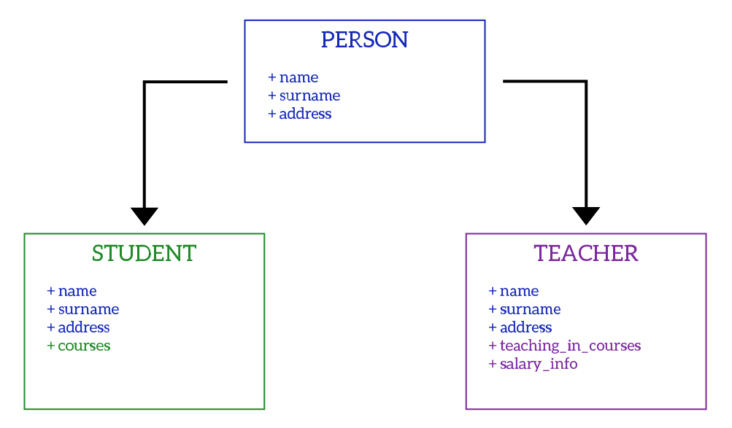 PERSON
+ name
+ surname
+ address
STUDENT
+ name
+ surname
+ address
+ courses
TEACHER
+ name
+ surname
+ address
+ teaching_in_courses
+ salary_info